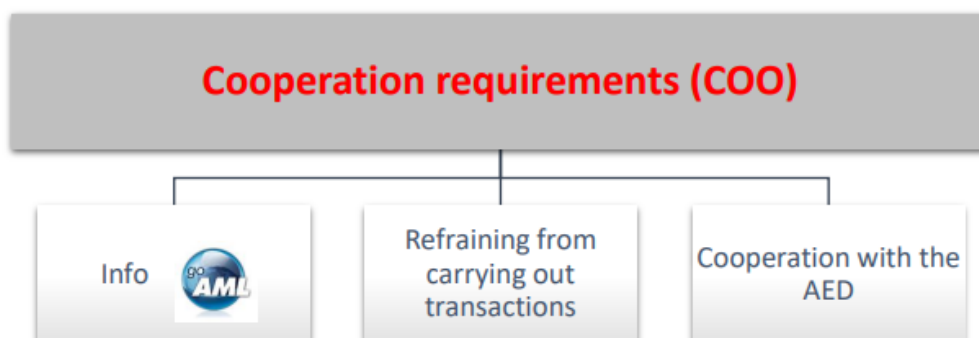 Cooperation requirements (COO)
Info
go
AML
Refraining from
carrying out
transactions
Cooperation with the
AED